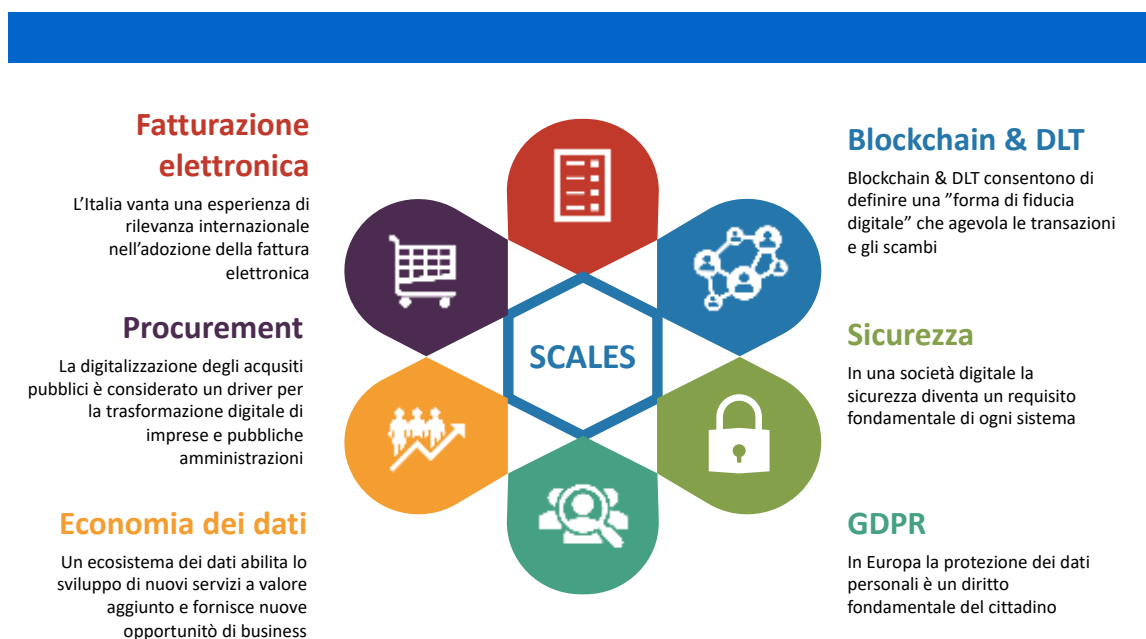 Fatturazione
elettronica
L’Italia vanta una esperienza di
rilevanza internazionale
nell’adozione della fattura
elettronica
Procurement
La digitalizzazione degli acqusiti
pubblici è considerato un driver per
la trasformazione digitale di
imprese e pubbliche
amministrazioni
Economia dei dati
Un ecosistema dei dati abilita lo
sviluppo di nuovi servizi a valore
aggiunto e fornisce nuove
opportunitò di business
SCALES
Blockchain & DLT
Blockchain & DLT consentono di
definire una ”forma di fiducia
digitale” che agevola le transazioni
e gli scambi
Sicurezza
In una società digitale la
sicurezza diventa un requisito
fondamentale di ogni sistema
GDPR
In Europa la protezione dei dati
personali è un diritto
fondamentale del cittadino